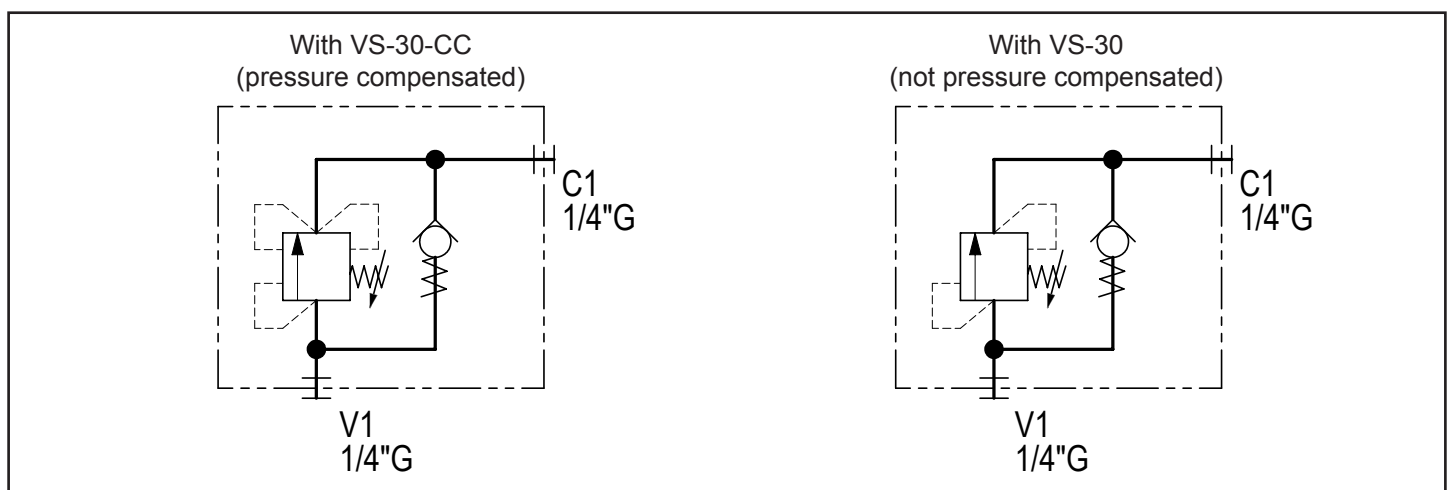 With VS-30-CC
(pressure compensated)
C1
1/4"G
V1
1/4"G
With VS-30
(not pressure compensated)
C1
1/4"G
V1
1/4"G